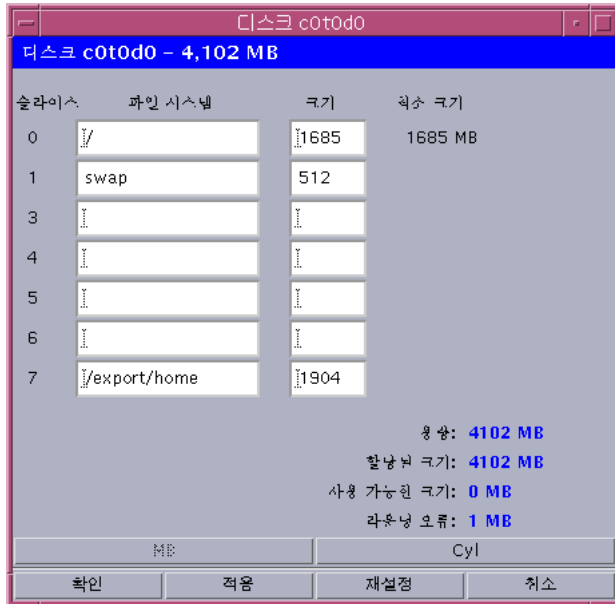 디스크 c0t0d0
디스크 c0t0d0 – 4,102 MB
슬라이스 파일 시스템 크기 최소 크기
0 / 1685 1685 MB
1 swap 512
3
4
5
6
7 /export/home 1904
용량: 4102 MB
할당된 크기: 4102 MB
사용 가능한 크기: 0 MB
라운딩 오류: 1 MB
MB Cyl
확인 적용 재설정 취소